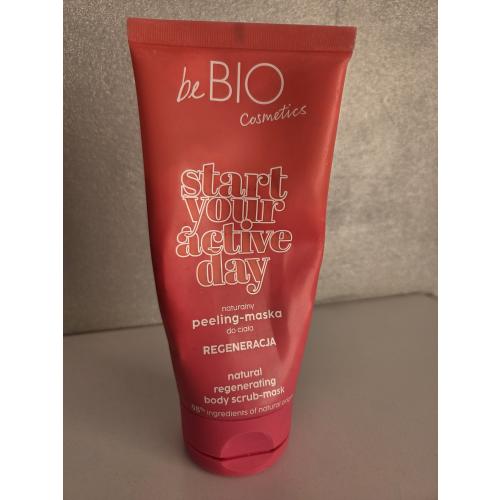 beBIO
Cosmetics
start
your
active
day
naturalny
peeling-maska
do ciała
REGENERACJA
natural
regenerating
body scrub-mask
98% ingredients of natural